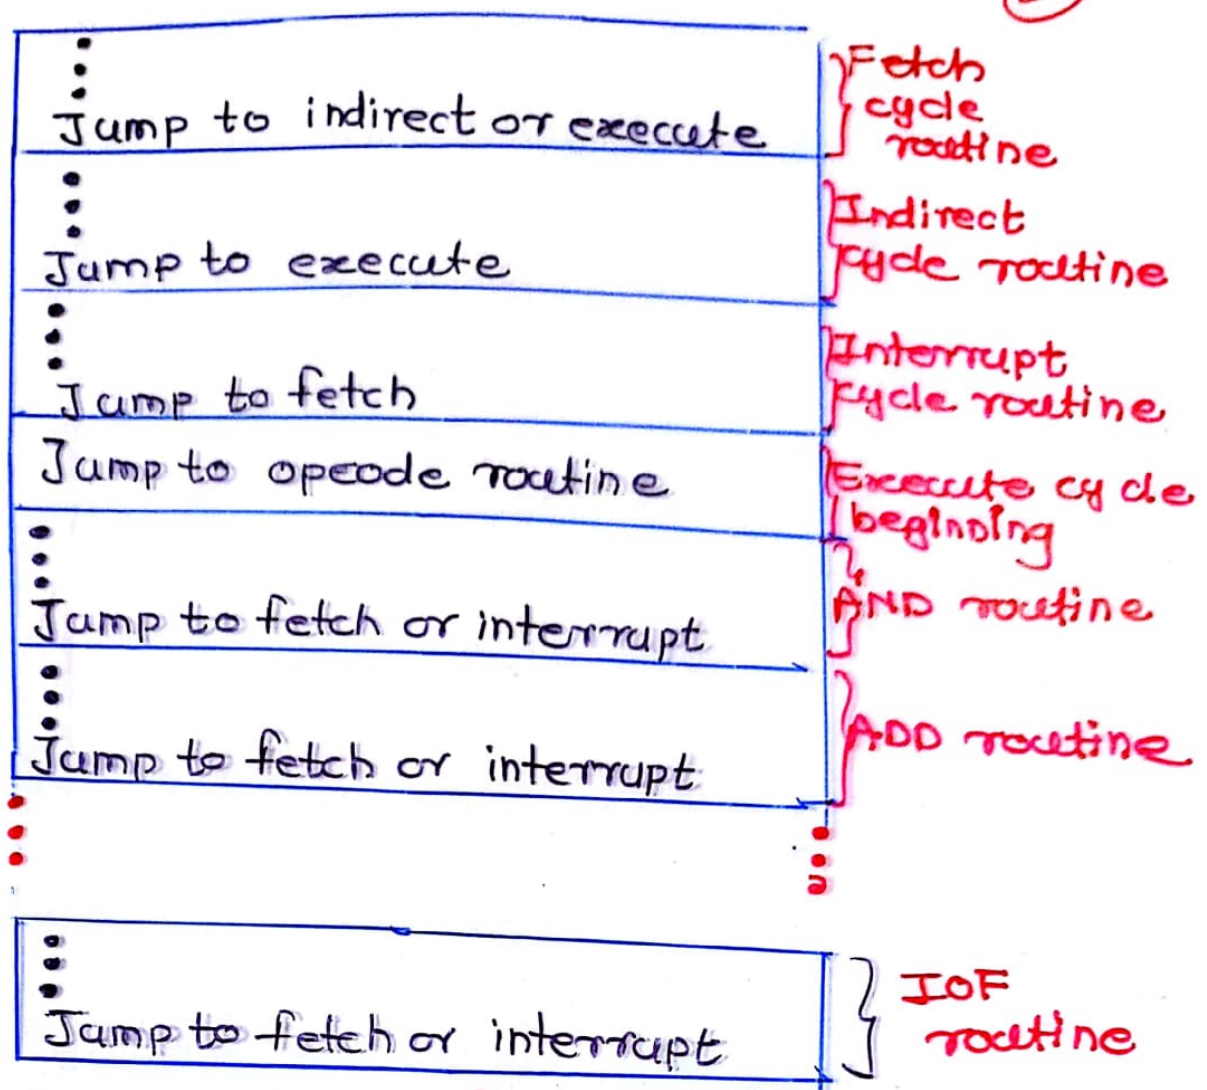 Jump to indirect or execute
Fetch
cycle
routine
Jump to execute
Indirect
cycle routine
Jump to fetch
Interrupt
cycle routine
Jump to opcode routine
Execute cycle
beginning
Jump to fetch or interrupt
AND routine
Jump to fetch or interrupt
ADD routine
Jump to fetch or interrupt
IOF
routine